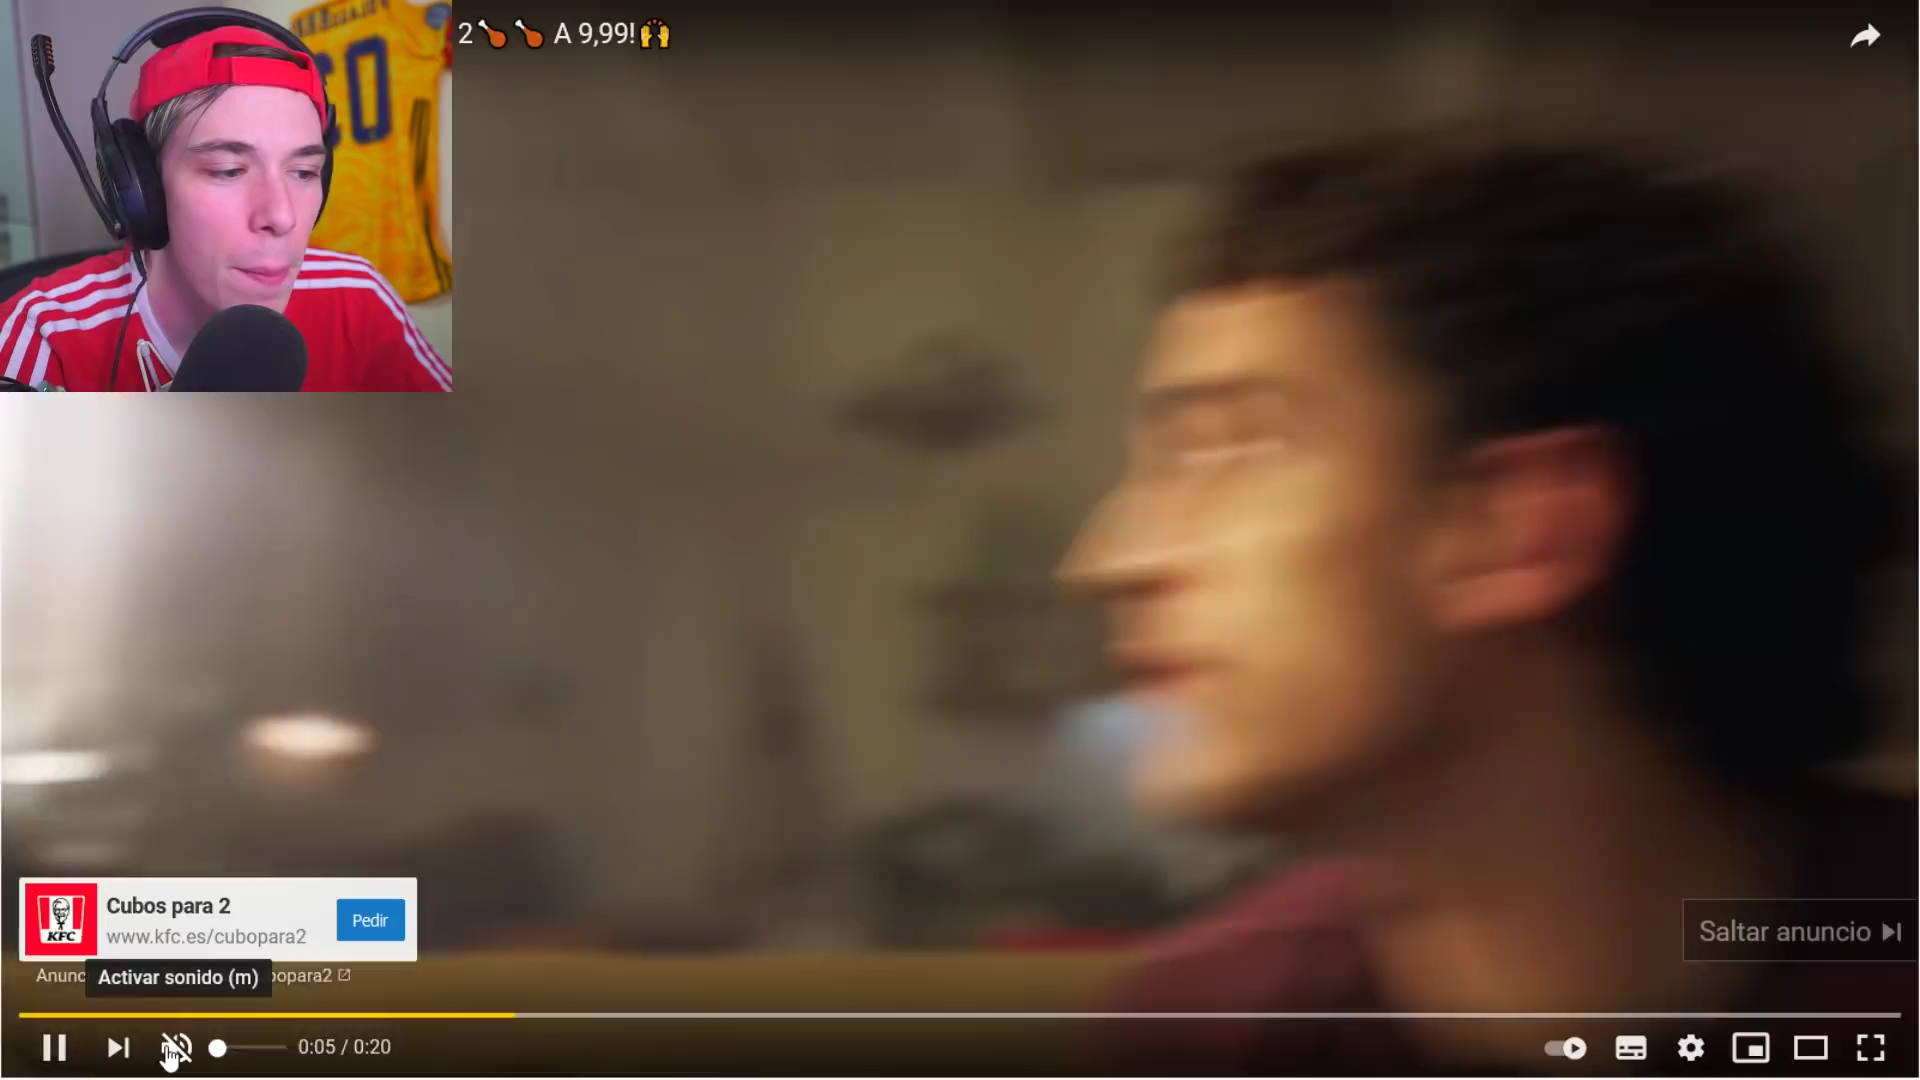 2🍗🍗 A 9,99!🙌
30
Cubos para 2
www.kfc.es/cubopara2
KFC
Pedir
Saltar anuncio
Anunc
Activar sonido (m)
opara2
0:05 / 0:20